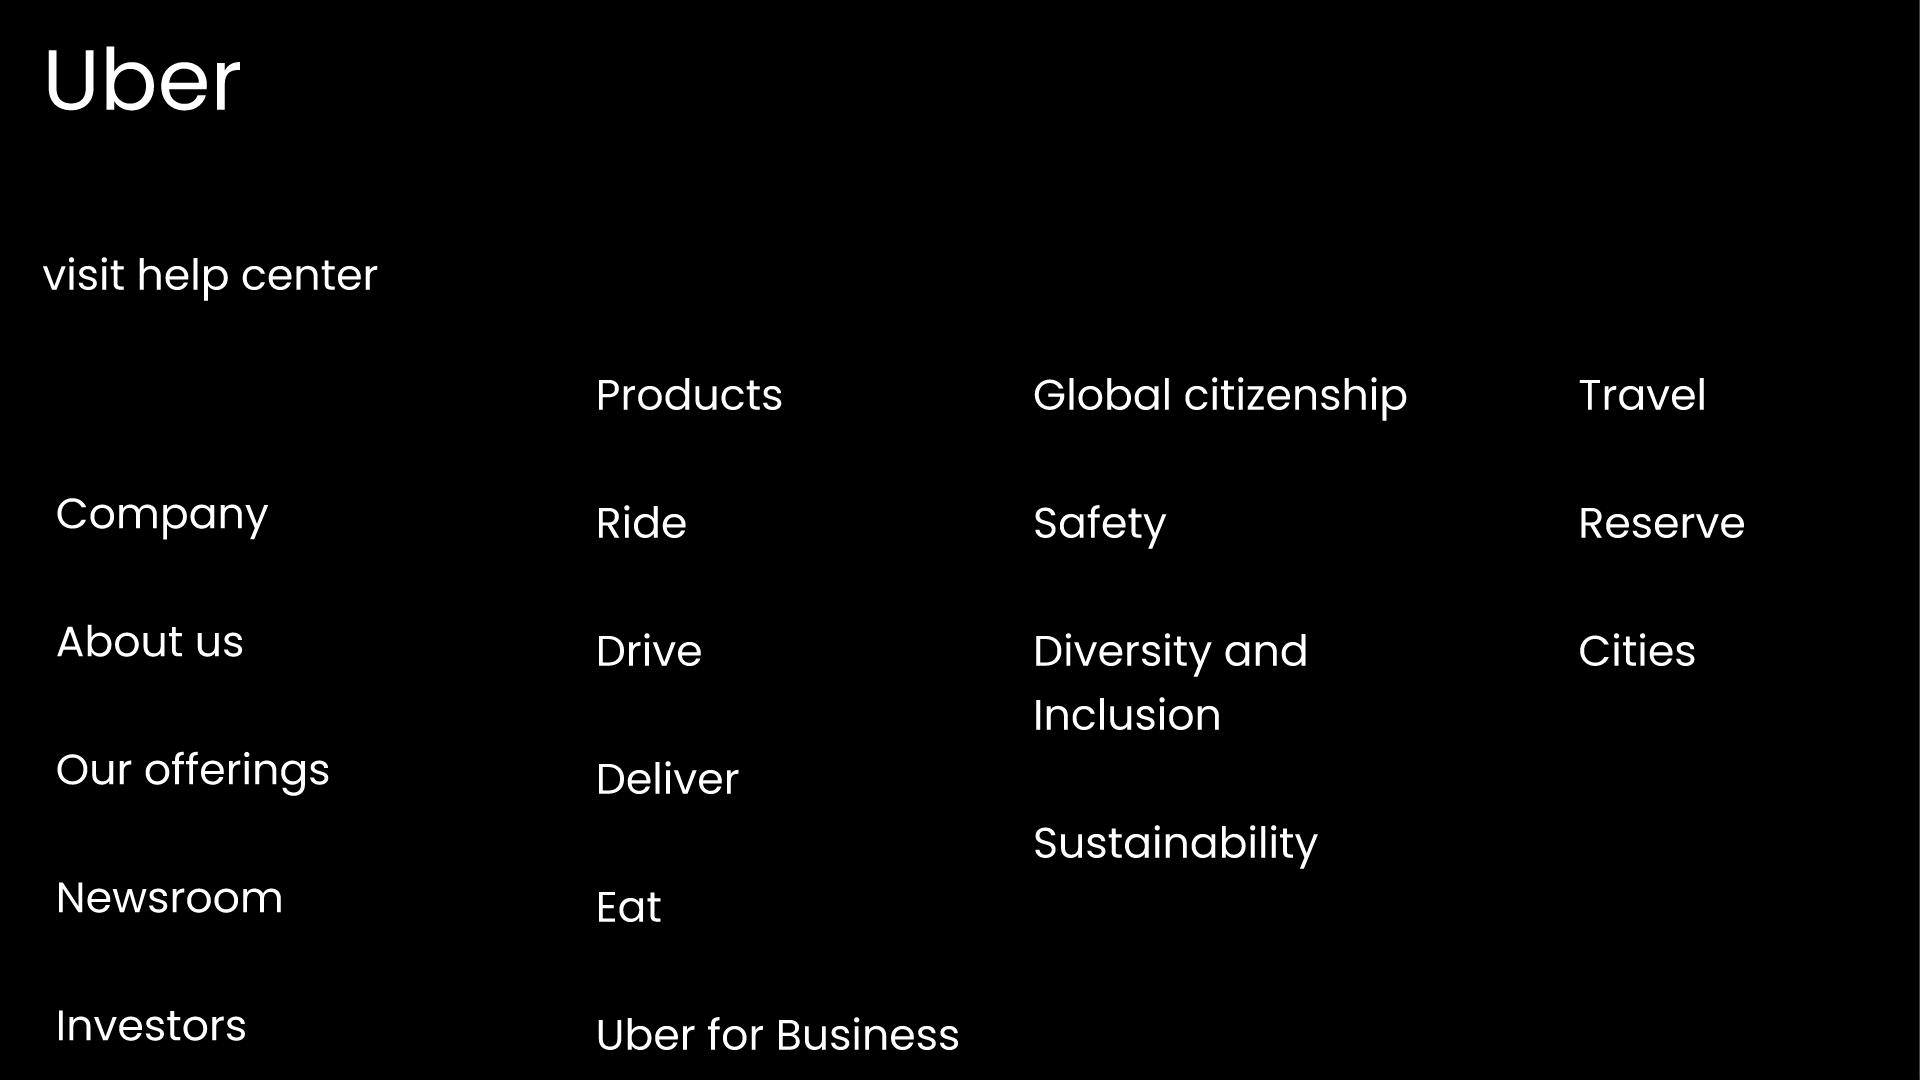 Uber
visit help center
Company
About us
Our offerings
Newsroom
Investors
Products
Ride
Drive
Deliver
Eat
Uber for Business
Global citizenship
Safety
Diversity and
Inclusion
Sustainability
Travel
Reserve
Cities